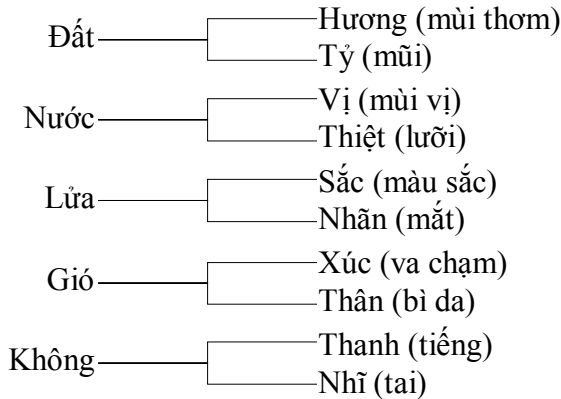 Đất
Hương (mùi thơm)
Tỷ (mũi)
Nước
Vị (mùi vị)
Thiệt (lưỡi)
Lửa
Sắc (màu sắc)
Nhãn (mắt)
Gió
Xúc (va chạm)
Thân (bì da)
Không
Thanh (tiếng)
Nhĩ (tai)